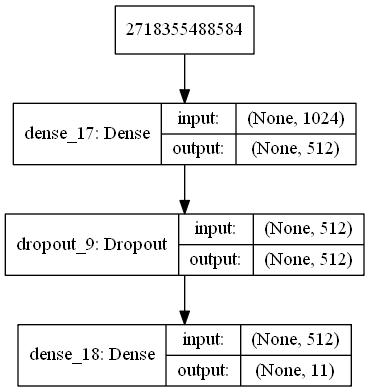 2718355488584
dense_17: Dense
input:
(None, 1024)
output:
(None, 512)
dropout_9: Dropout
input:
(None, 512)
output:
(None, 512)
dense_18: Dense
input:
(None, 512)
output:
(None, 11)